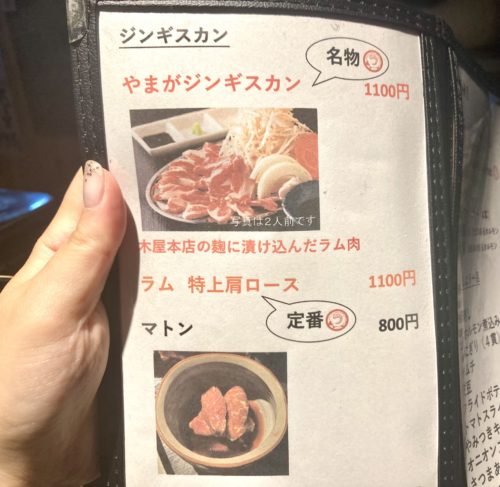 ジンギスカン
名物
やまがジンギスカン 1100円
写真は2人前です
木屋本店の麹に漬け込んだラム肉
ラム 特上肩ロース 1100円
定番
マトン 800円